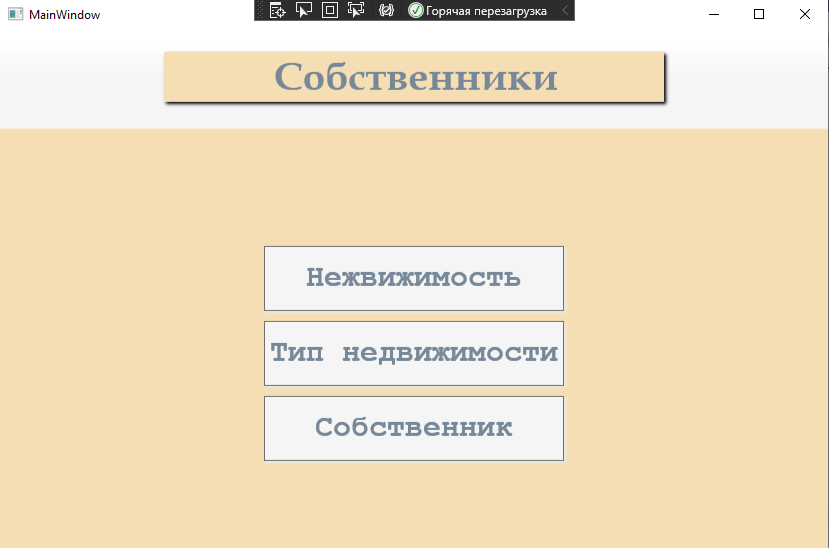 MainWindow
Горячая перезагрузка
Собственники
Нежвижимость
Тип недвижимости
Собственник